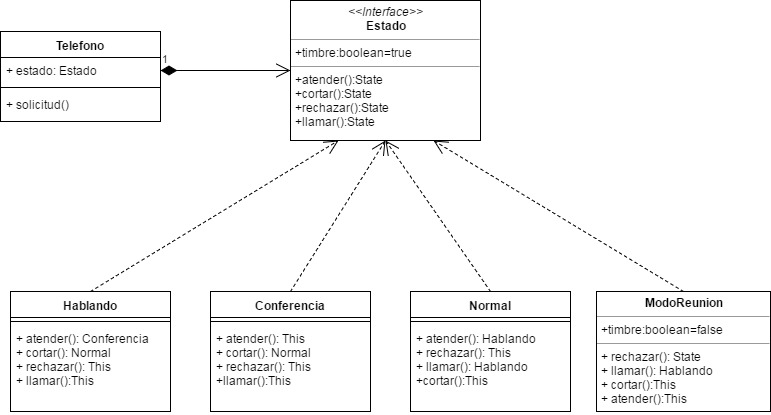 <<Interface>>
Estado
+timbre:boolean=true
+atender():State
+cortar():State
+rechazar():State
+llamar():State
Telefono
+ estado: Estado
+ solicitud()
1
Hablando
+ atender(): Conferencia
+ cortar(): Normal
+ rechazar(): This
+ llamar():This
Conferencia
+ atender(): This
+ cortar(): Normal
+ rechazar(): This
+llamar():This
Normal
+ atender(): Hablando
+ rechazar(): This
+ llamar(): Hablando
+cortar():This
ModoReunion
+timbre:boolean=false
+ rechazar(): State
+ llamar(): Hablando
+ cortar():This
+ atender():This